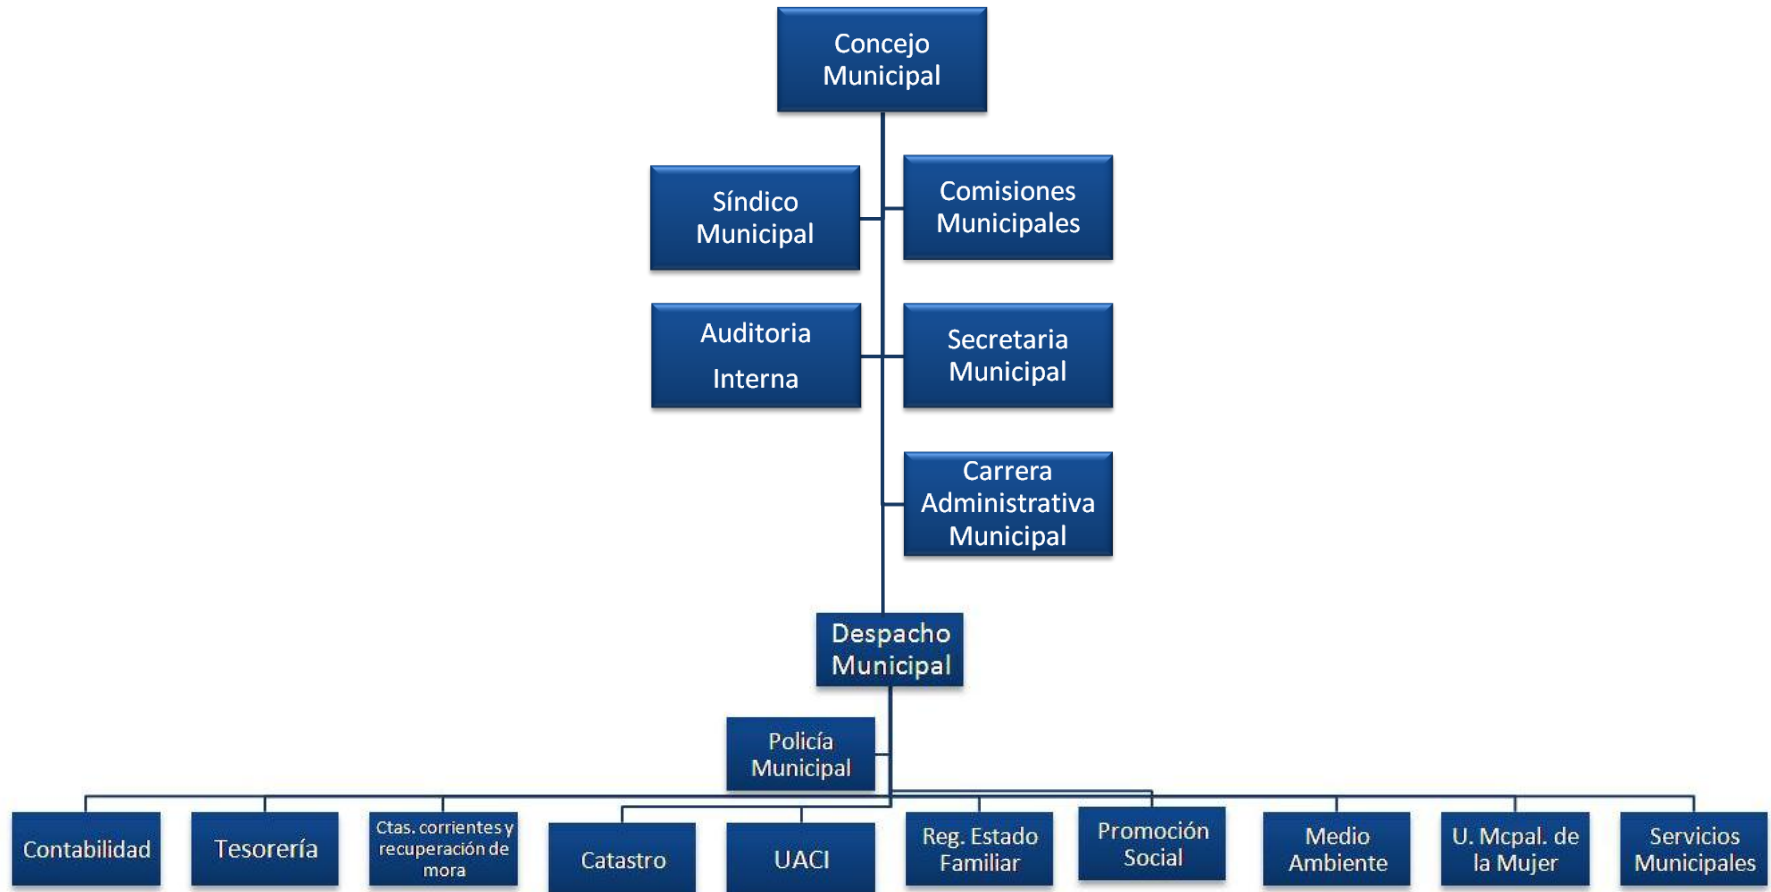 Concejo
Municipal
Síndico
Municipal
Comisiones
Municipales
Auditoria
Interna
Secretaria
Municipal
Carrera
Administrativa
Municipal
Despacho
Municipal
Policía
Municipal
Contabilidad
Tesorería
Ctas. corrientes y
recuperación de
mora
Catastro
UACI
Reg. Estado
Familiar
Promoción
Social
Medio
Ambiente
U. Mcpal. de
la Mujer
Servicios
Municipales